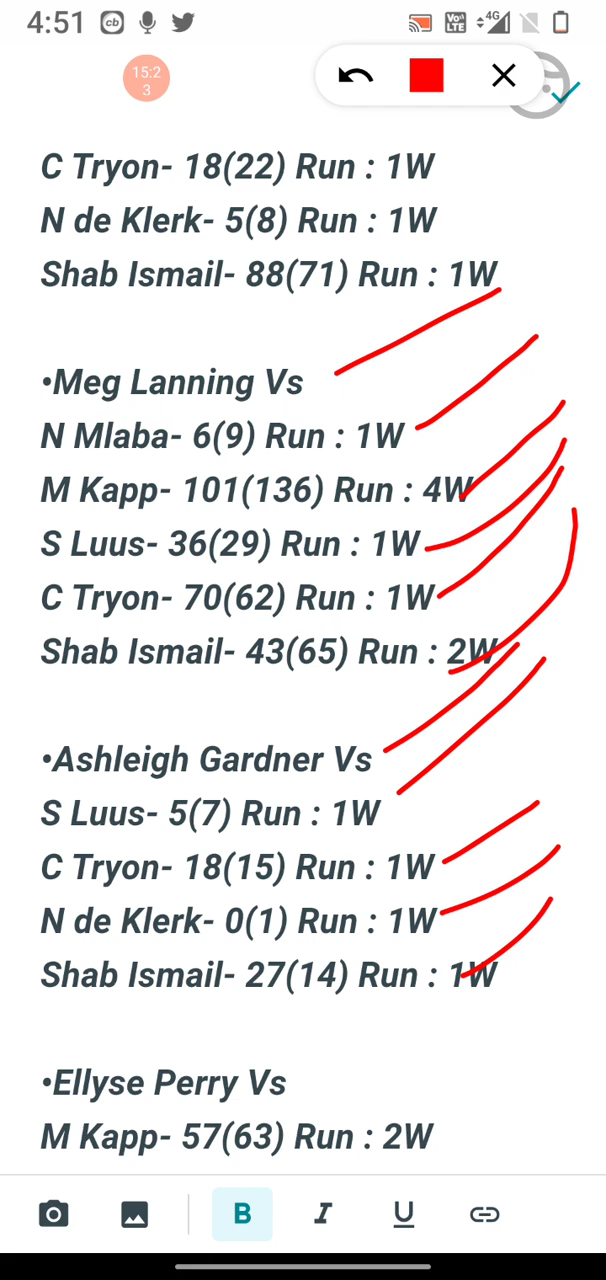 4:51
cb
Vo
LTE
4G
15:2
3
C Tryon- 18(22) Run : 1W
N de Klerk- 5(8) Run : 1W
Shab Ismail- 88(71) Run : 1W
•Meg Lanning Vs
N Mlaba- 6(9) Run : 1W
M Kapp- 101(136) Run : 4W
S Luus- 36(29) Run : 1W
C Tryon- 70(62) Run : 1W
Shab Ismail- 43(65) Run : 2W
•Ashleigh Gardner Vs
S Luus- 5(7) Run : 1W
C Tryon- 18(15) Run : 1W
N de Klerk- 0(1) Run : 1W
Shab Ismail- 27(14) Run : 1W
•Ellyse Perry Vs
M Kapp- 57(63) Run : 2W
B I U